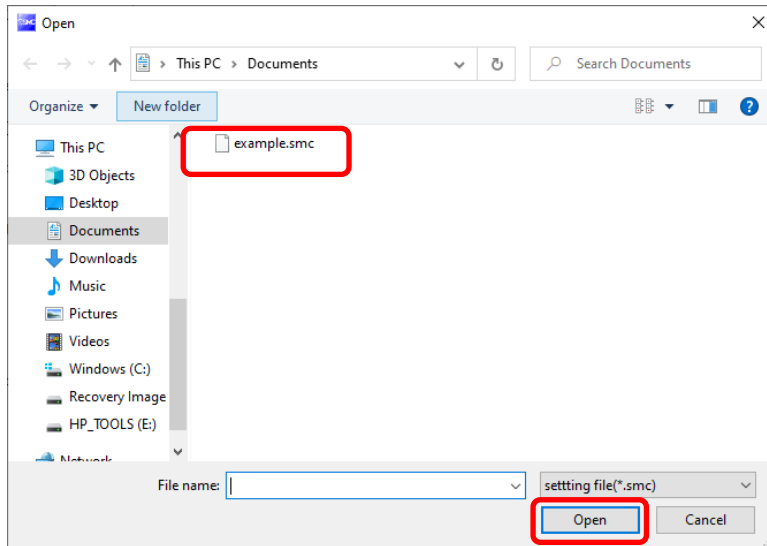 Open
This PC > Documents
Search Documents
Organize
New folder
This PC
3D Objects
Desktop
Documents
Downloads
Music
Pictures
Videos
Windows (C:)
Recovery Image
HP_TOOLS (E:)
Network
example.smc
File name:
settting file(*.smc)
Open
Cancel